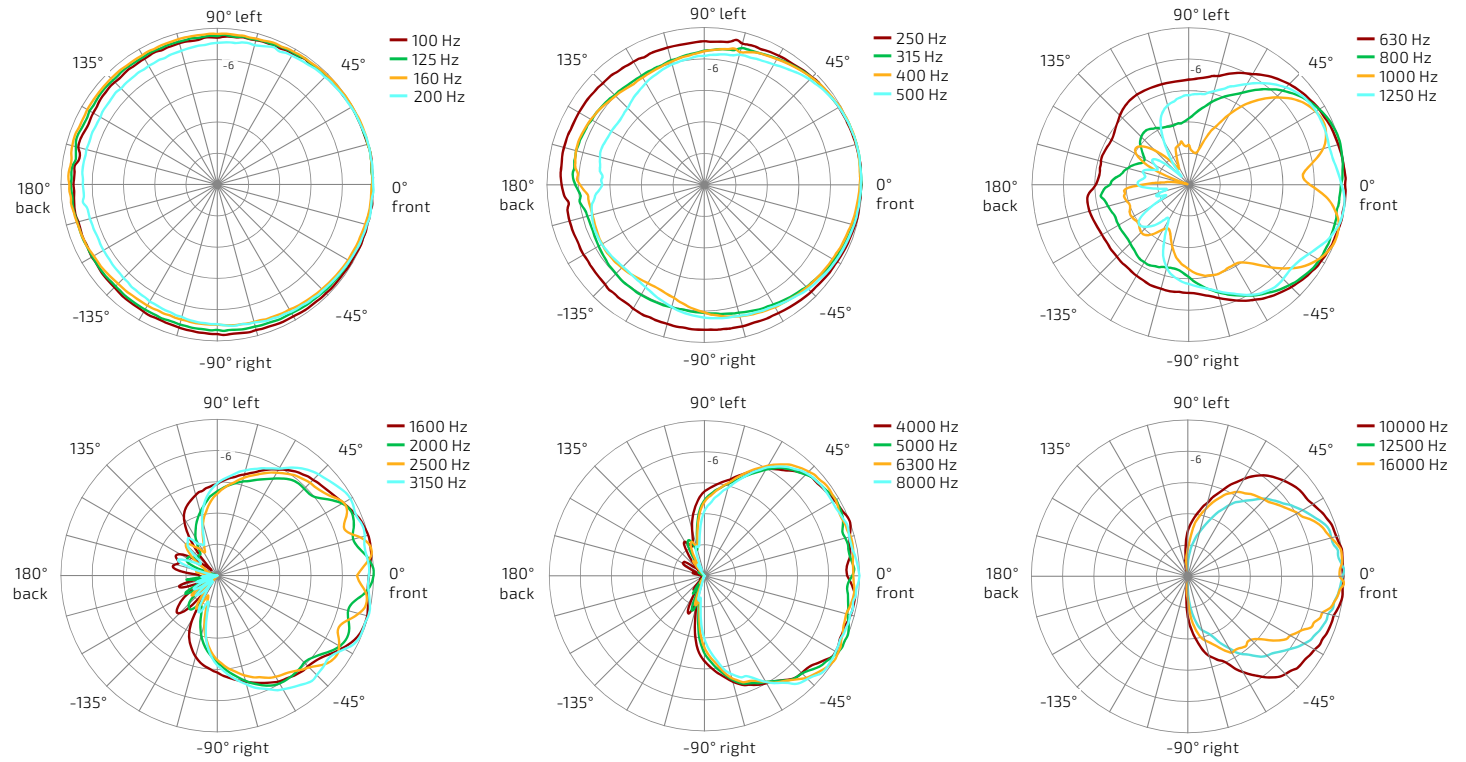 90° left
135°
45°
-6
180°
back
0°
front
-135°
-45°
-90° right
100 Hz
125 Hz
160 Hz
200 Hz
90° left
135°
45°
-6
180°
back
0°
front
-135°
-45°
-90° right
250 Hz
315 Hz
400 Hz
500 Hz
90° left
135°
45°
-6
180°
back
0°
front
-135°
-45°
-90° right
630 Hz
800 Hz
1000 Hz
1250 Hz
90° left
135°
45°
-6
180°
back
0°
front
-135°
-45°
-90° right
1600 Hz
2000 Hz
2500 Hz
3150 Hz
90° left
135°
45°
-6
180°
back
0°
front
-135°
-45°
-90° right
4000 Hz
5000 Hz
6300 Hz
8000 Hz
90° left
135°
45°
-6
180°
back
0°
front
-135°
-45°
-90° right
10000 Hz
12500 Hz
16000 Hz